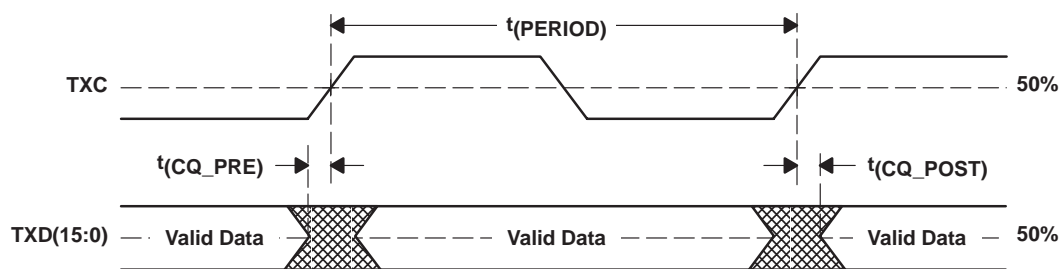 t(PERIOD)
TXC
50%
t(CQ_PRE)
t(CQ_POST)
TXD(15:0)
Valid Data
Valid Data
Valid Data
50%